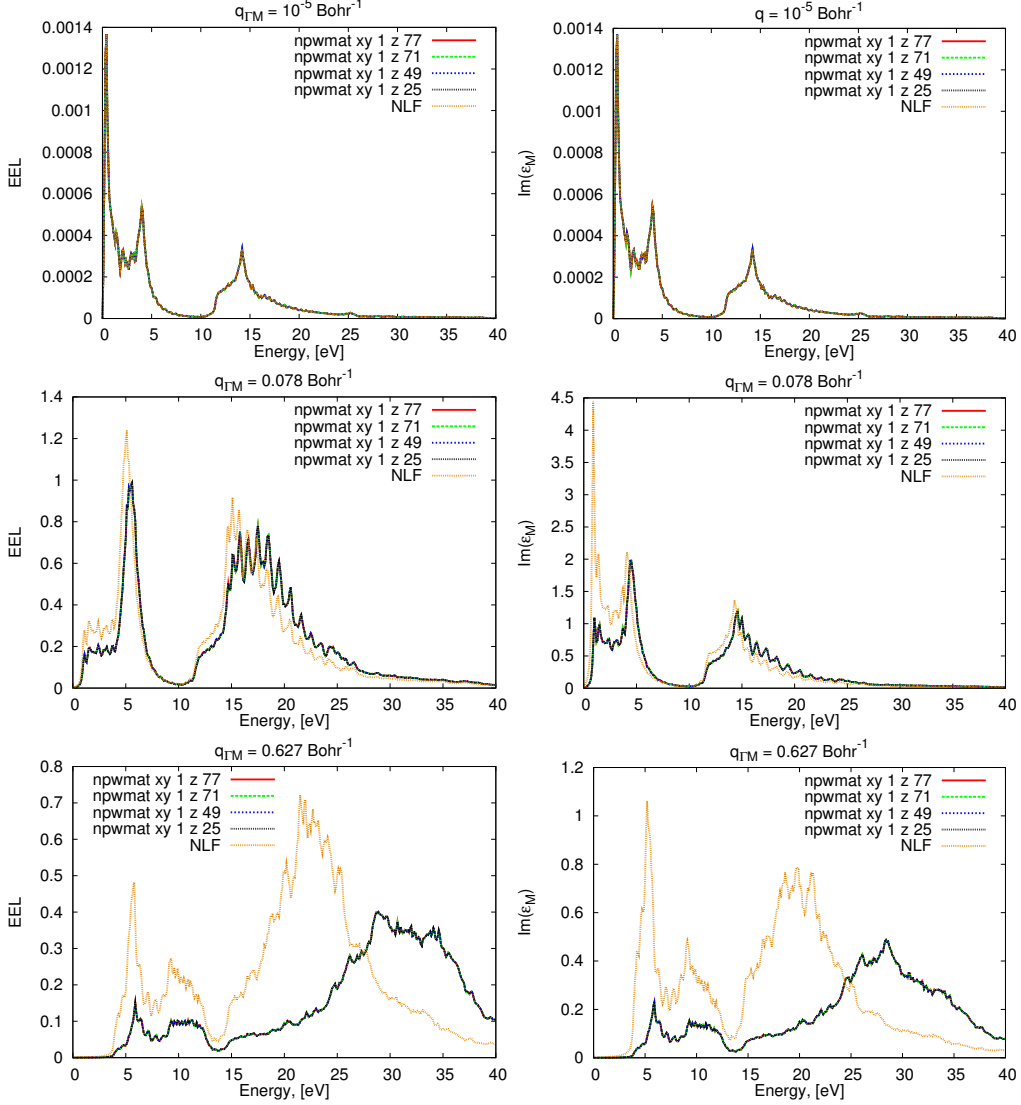 q_ΓM = 10^-5 Bohr^-1
EEL
0.0014
0.0012
0.001
0.0008
0.0006
0.0004
0.0002
0
npwmat xy 1 z 77
npwmat xy 1 z 71
npwmat xy 1 z 49
npwmat xy 1 z 25
NLF
0 5 10 15 20 25 30 35 40
Energy, [eV]
q = 10^-5 Bohr^-1
Im(ε_M)
0.0014
0.0012
0.001
0.0008
0.0006
0.0004
0.0002
0
npwmat xy 1 z 77
npwmat xy 1 z 71
npwmat xy 1 z 49
npwmat xy 1 z 25
NLF
0 5 10 15 20 25 30 35 40
Energy, [eV]
q_ΓM = 0.078 Bohr^-1
EEL
1.4
1.2
1
0.8
0.6
0.4
0.2
0
npwmat xy 1 z 77
npwmat xy 1 z 71
npwmat xy 1 z 49
npwmat xy 1 z 25
NLF
0 5 10 15 20 25 30 35 40
Energy, [eV]
q_ΓM = 0.078 Bohr^-1
Im(ε_M)
4.5
4
3.5
3
2.5
2
1.5
1
0.5
0
npwmat xy 1 z 77
npwmat xy 1 z 71
npwmat xy 1 z 49
npwmat xy 1 z 25
NLF
0 5 10 15 20 25 30 35 40
Energy, [eV]
q_ΓM = 0.627 Bohr^-1
EEL
0.8
0.7
0.6
0.5
0.4
0.3
0.2
0.1
0
npwmat xy 1 z 77
npwmat xy 1 z 71
npwmat xy 1 z 49
npwmat xy 1 z 25
NLF
0 5 10 15 20 25 30 35 40
Energy, [eV]
q_ΓM = 0.627 Bohr^-1
Im(ε_M)
1.2
1
0.8
0.6
0.4
0.2
0
npwmat xy 1 z 77
npwmat xy 1 z 71
npwmat xy 1 z 49
npwmat xy 1 z 25
NLF
0 5 10 15 20 25 30 35 40
Energy, [eV]